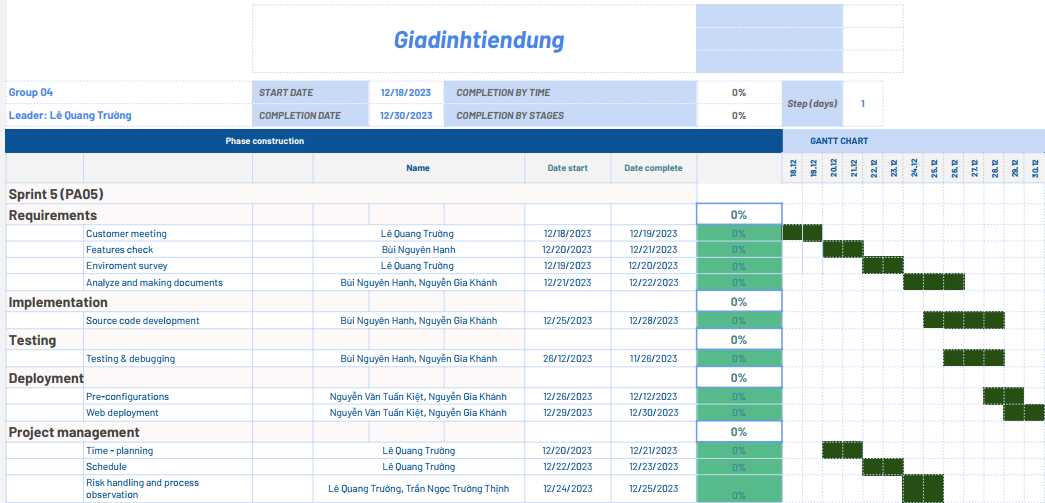 Giadinhtiendung
Group 04 START DATE 12/18/2023 COMPLETION BY TIME 0% Step (days) 1
Leader: Lê Quang Trường COMPLETION DATE 12/30/2023 COMPLETION BY STAGES 0%
Phase construction GANTT CHART
Name Date start Date complete 18.12 19.12 20.12 21.12 22.12 23.12 24.12 25.12 26.12 27.12 28.12 29.12 30.12
Sprint 5 (PA05)
Requirements 0%
Customer meeting Lê Quang Trường 12/18/2023 12/19/2023 0%
Features check Bùi Nguyên Hanh 12/20/2023 12/21/2023 0%
Enviroment survey Lê Quang Trường 12/19/2023 12/20/2023 0%
Analyze and making documents Bùi Nguyên Hanh, Nguyễn Gia Khánh 12/21/2023 12/22/2023 0%
Implementation 0%
Source code development Bùi Nguyên Hanh, Nguyễn Gia Khánh 12/25/2023 12/28/2023 0%
Testing 0%
Testing & debugging Bùi Nguyên Hanh, Nguyễn Gia Khánh 26/12/2023 11/26/2023 0%
Deployment 0%
Pre-configurations Nguyễn Văn Tuấn Kiệt, Nguyễn Gia Khánh 12/26/2023 12/12/2023 0%
Web deployment Nguyễn Văn Tuấn Kiệt, Nguyễn Gia Khánh 12/29/2023 12/30/2023 0%
Project management 0%
Time - planning Lê Quang Trường 12/20/2023 12/21/2023 0%
Schedule Lê Quang Trường 12/22/2023 12/23/2023 0%
Risk handling and process
observation Lê Quang Trường, Trần Ngọc Trường Thịnh 12/24/2023 12/25/2023 0%